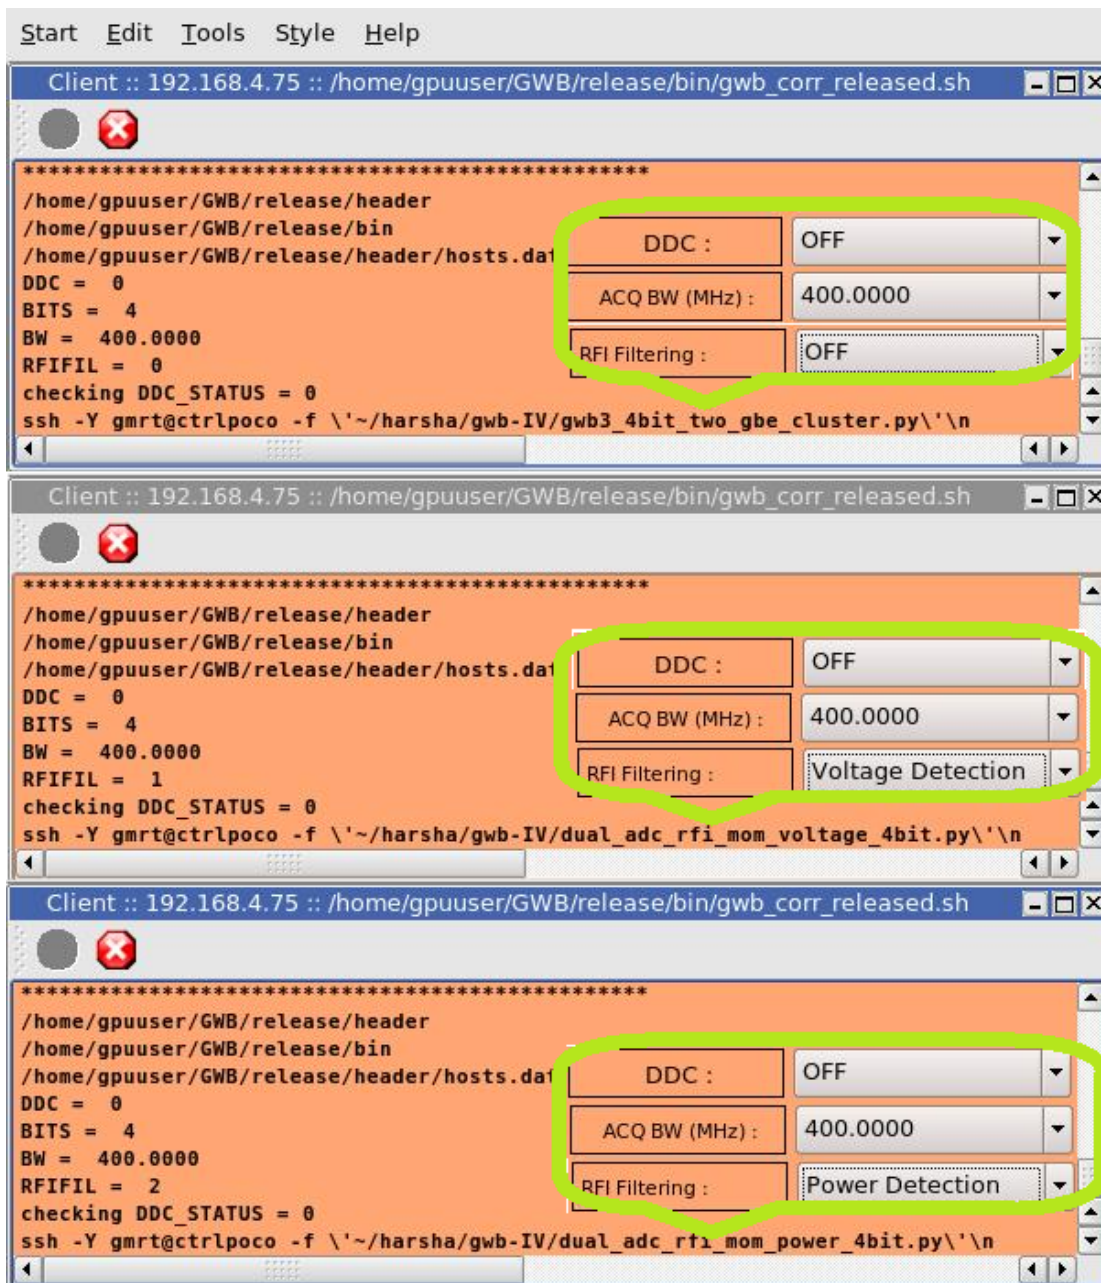 Start Edit Tools Style Help
Client :: 192.168.4.75 :: /home/gpuuser/GWB/release/bin/gwb_corr_released.sh
*************************************************
/home/gpuuser/GWB/release/header
/home/gpuuser/GWB/release/bin
/home/gpuuser/GWB/release/header/hosts.dat
DDC : OFF
ACQ BW (MHz) : 400.0000
RFI Filtering : OFF
DDC = 0
BITS = 4
BW = 400.0000
RFIFIL = 0
checking DDC_STATUS = 0
ssh -Y gmrt@ctrlpoco -f \'~/harsha/gwb-IV/gwb3_4bit_two_gbe_cluster.py\'\n
Client :: 192.168.4.75 :: /home/gpuuser/GWB/release/bin/gwb_corr_released.sh
*************************************************
/home/gpuuser/GWB/release/header
/home/gpuuser/GWB/release/bin
/home/gpuuser/GWB/release/header/hosts.dat
DDC : OFF
ACQ BW (MHz) : 400.0000
RFI Filtering : Voltage Detection
DDC = 0
BITS = 4
BW = 400.0000
RFIFIL = 1
checking DDC_STATUS = 0
ssh -Y gmrt@ctrlpoco -f \'~/harsha/gwb-IV/dual_adc_rfi_mom_voltage_4bit.py\'\n
Client :: 192.168.4.75 :: /home/gpuuser/GWB/release/bin/gwb_corr_released.sh
*************************************************
/home/gpuuser/GWB/release/header
/home/gpuuser/GWB/release/bin
/home/gpuuser/GWB/release/header/hosts.dat
DDC : OFF
ACQ BW (MHz) : 400.0000
RFI Filtering : Power Detection
DDC = 0
BITS = 4
BW = 400.0000
RFIFIL = 2
checking DDC_STATUS = 0
ssh -Y gmrt@ctrlpoco -f \'~/harsha/gwb-IV/dual_adc_rfi_mom_power_4bit.py\'\n